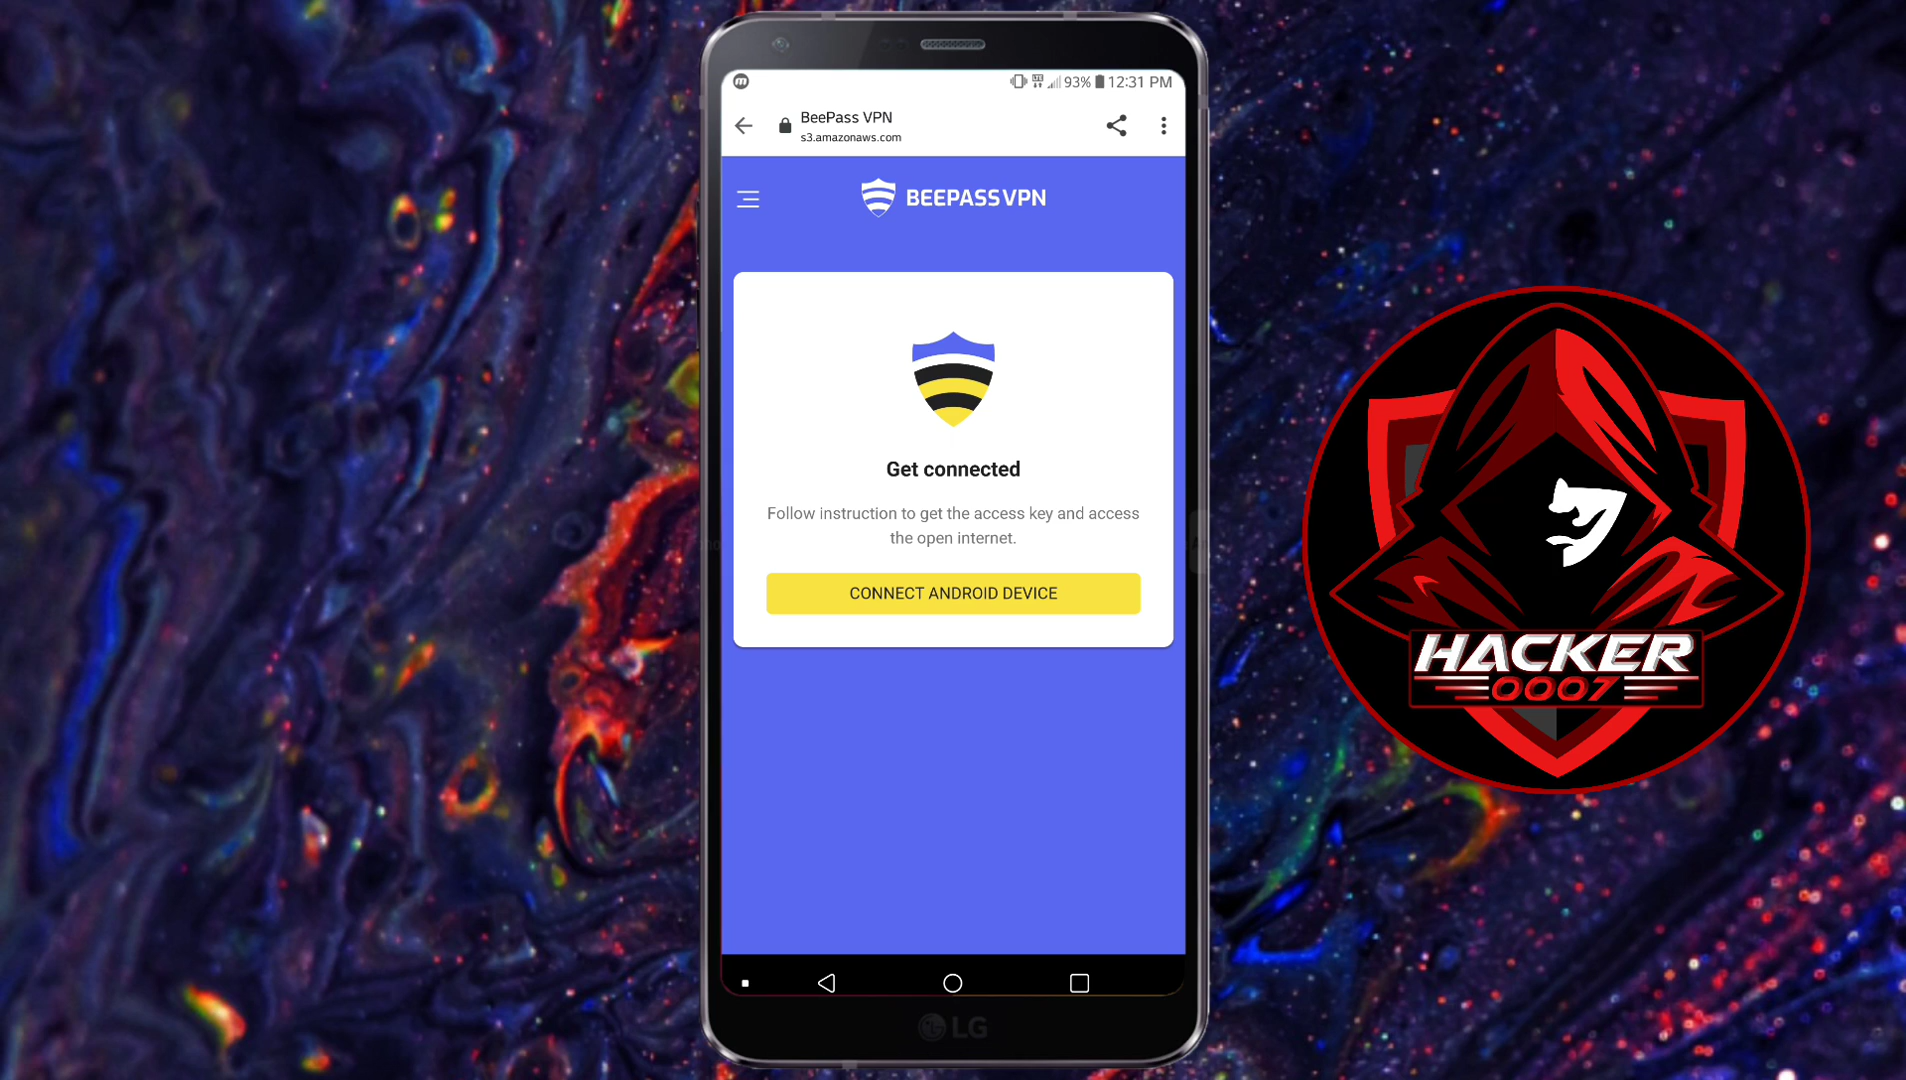 93% 12:31 PM
BeePass VPN
s3.amazonaws.com
BEEPASSVPN
Get connected
Follow instruction to get the access key and access
the open internet.
CONNECT ANDROID DEVICE
LG
HACKER
0007